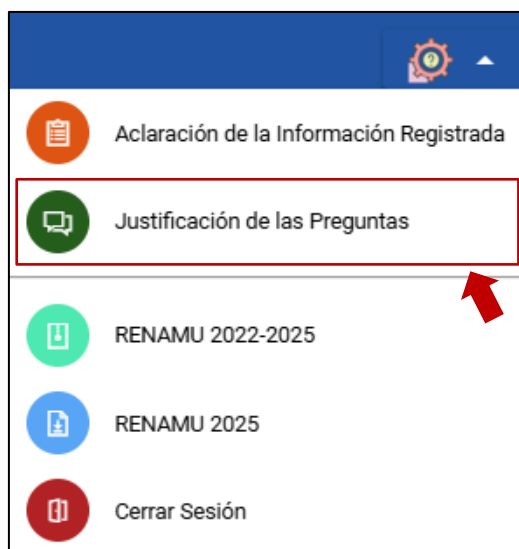 Aclaración de la Información Registrada
Justificación de las Preguntas
RENAMU 2022-2025
RENAMU 2025
Cerrar Sesión